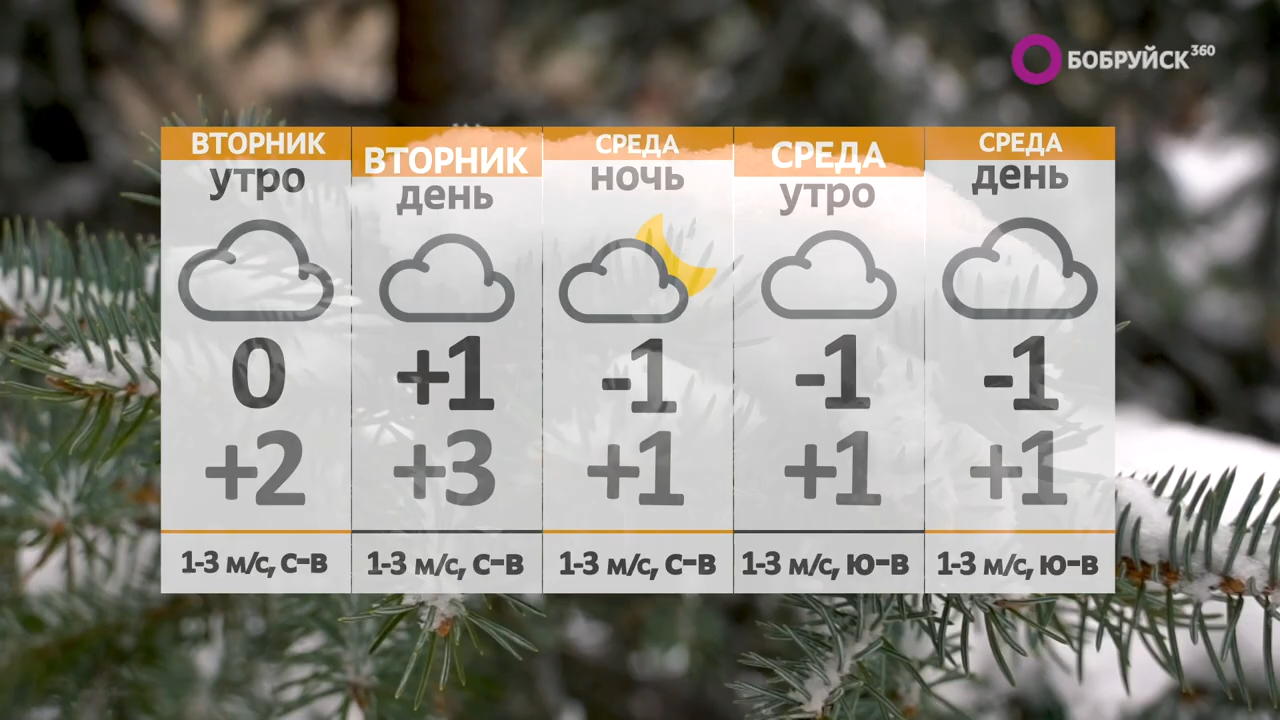 БОБРУЙСК360
ВТОРНИК
утро
0
+2
1-3 м/с, С-В
ВТОРНИК
день
+1
+3
1-3 м/с, С-В
СРЕДА
ночь
-1
+1
1-3 м/с, С-В
СРЕДА
утро
-1
+1
1-3 м/с, Ю-В
СРЕДА
день
-1
+1
1-3 м/с, Ю-В